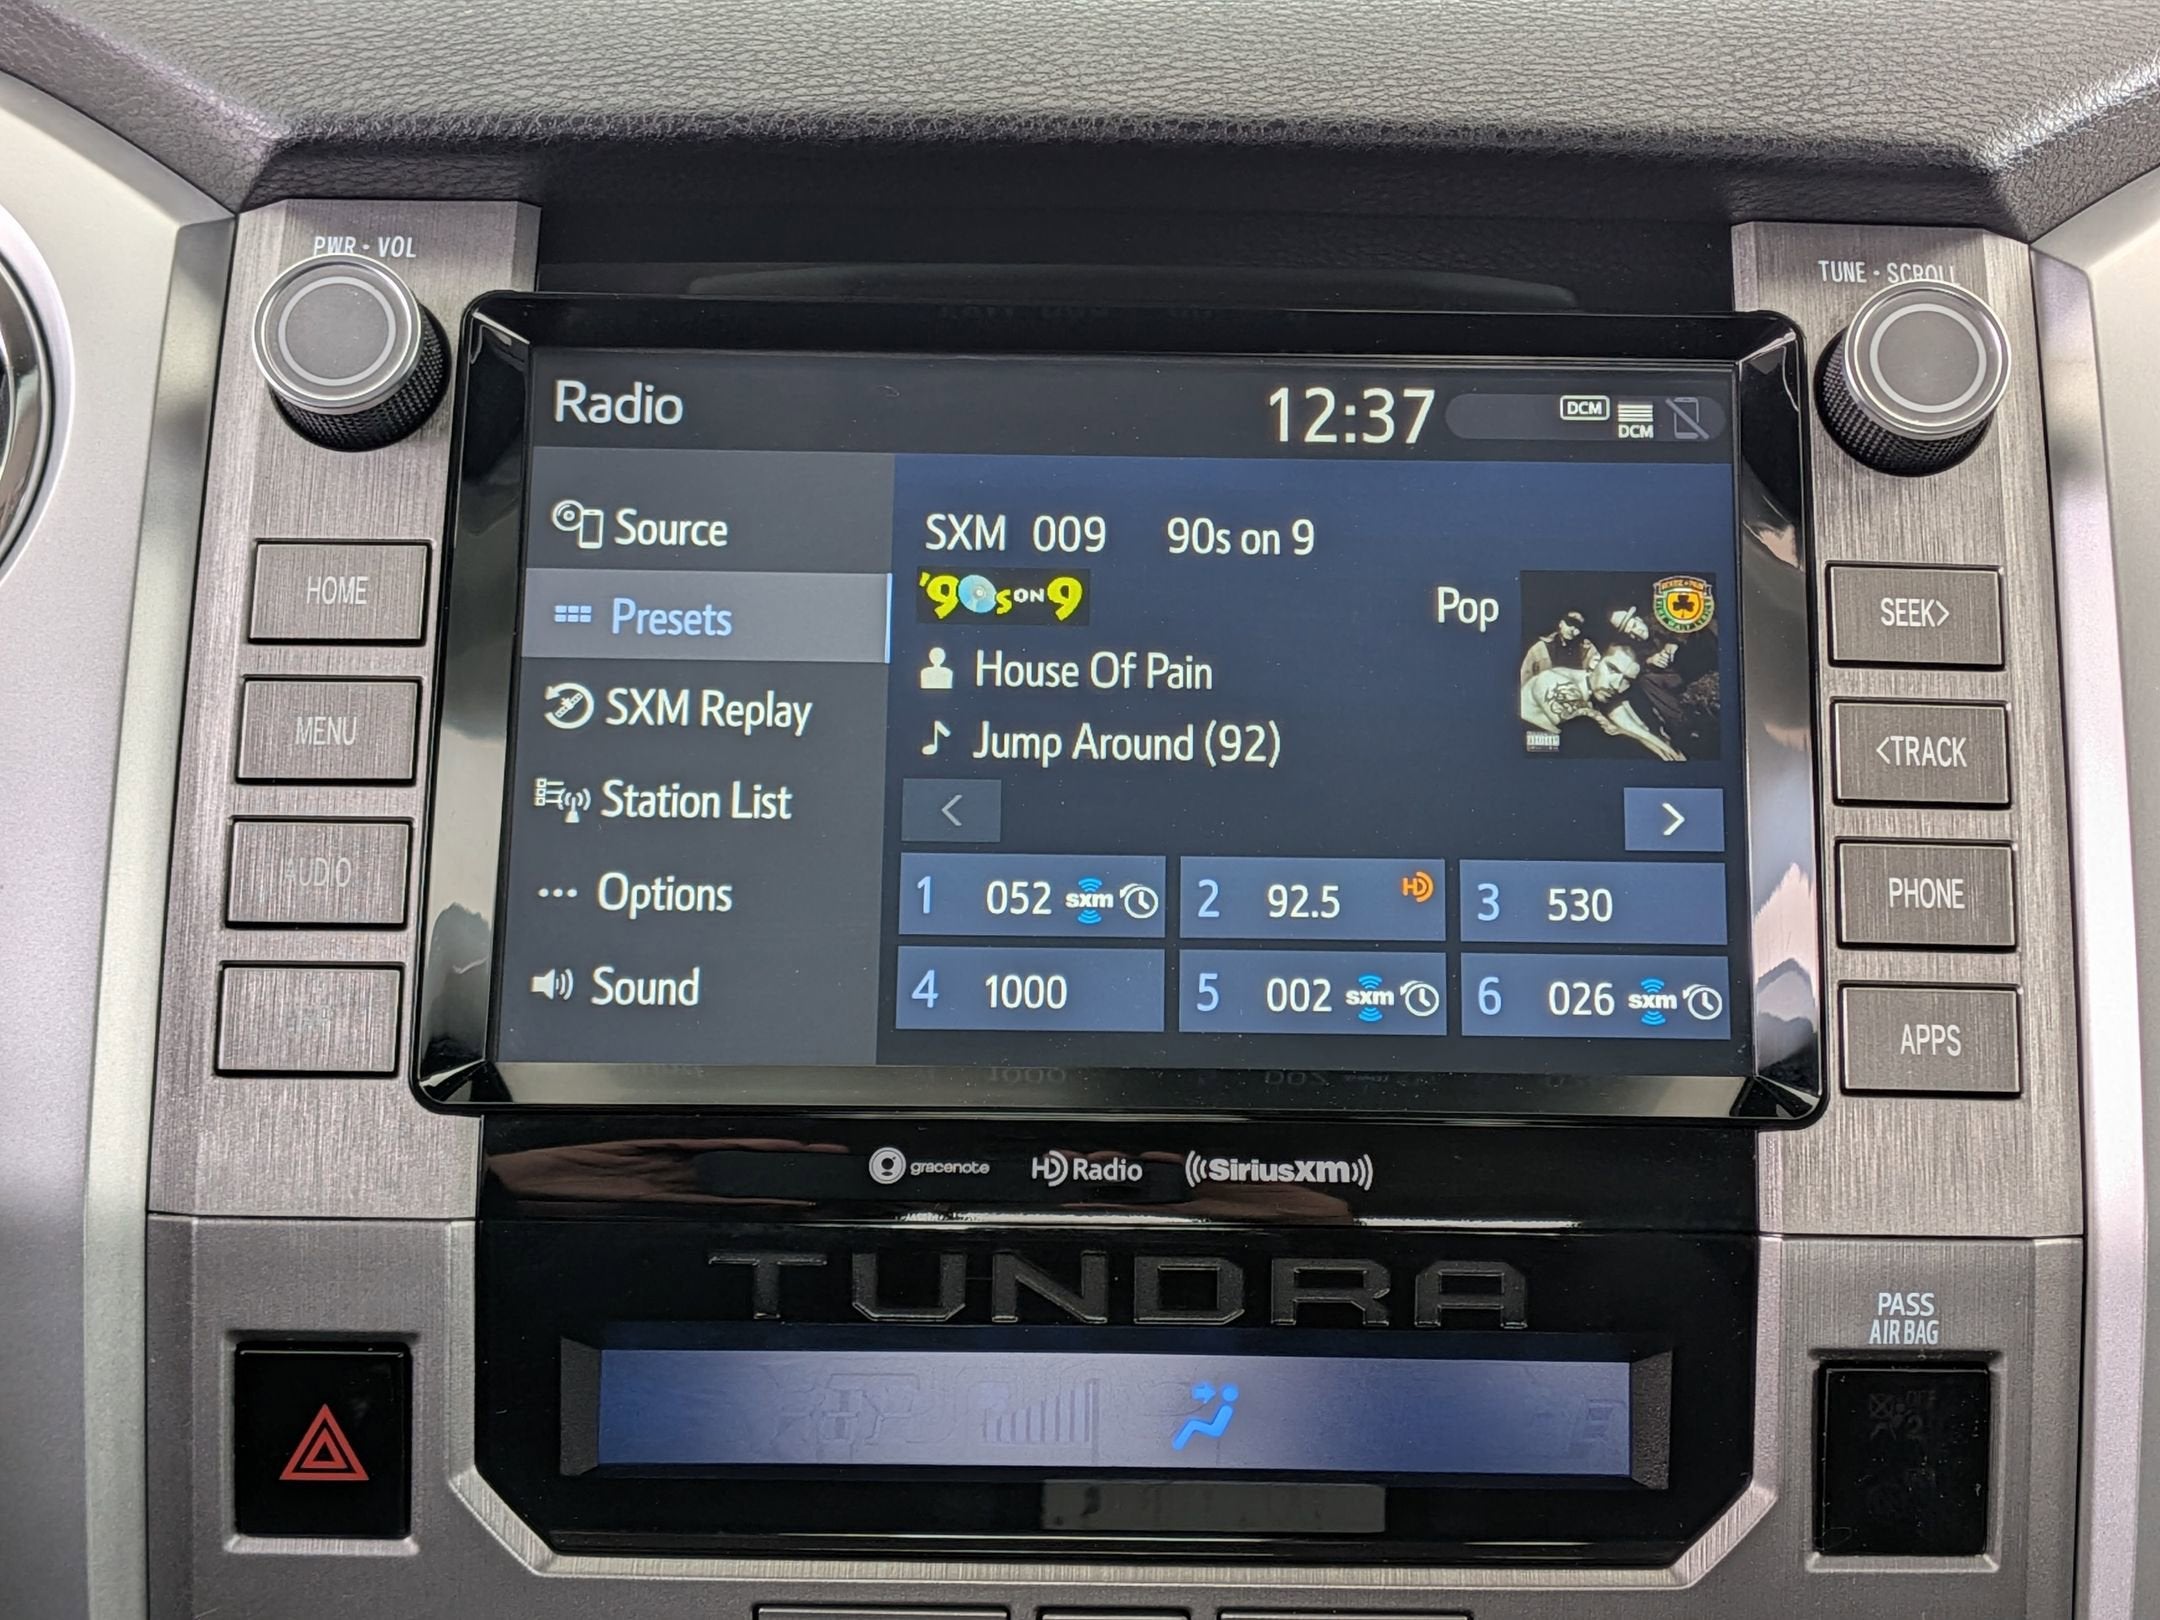 PWR • VOL
TUNE • SCROLL
Radio
12:37
DCM
DCM
HOME
MENU
AUDIO
Source
Presets
SXM Replay
Station List
Options
Sound
SXM 009 90s on 9
'90s ON 9
Pop
House Of Pain
Jump Around (92)
<
>
1 052 sxm
2 92.5 HD
3 530
4 1000
5 002 sxm
6 026 sxm
SEEK>
<TRACK
PHONE
APPS
gracenote
HD Radio
((SiriusXM))
TUNDRA
PASS
AIR BAG